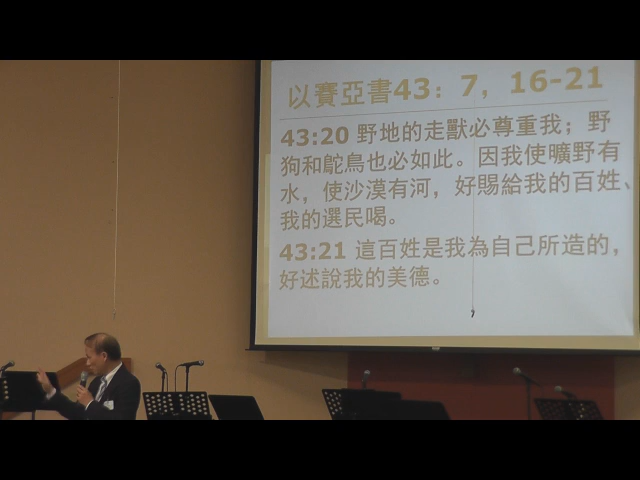 以賽亞書43：7，16-21
43:20 野地的走獸必尊重我；野
狗和鴕鳥也必如此。因我使曠野有
水，使沙漠有河，好賜給我的百姓、
我的選民喝。
43:21 這百姓是我為自己所造的，
好述說我的美德。